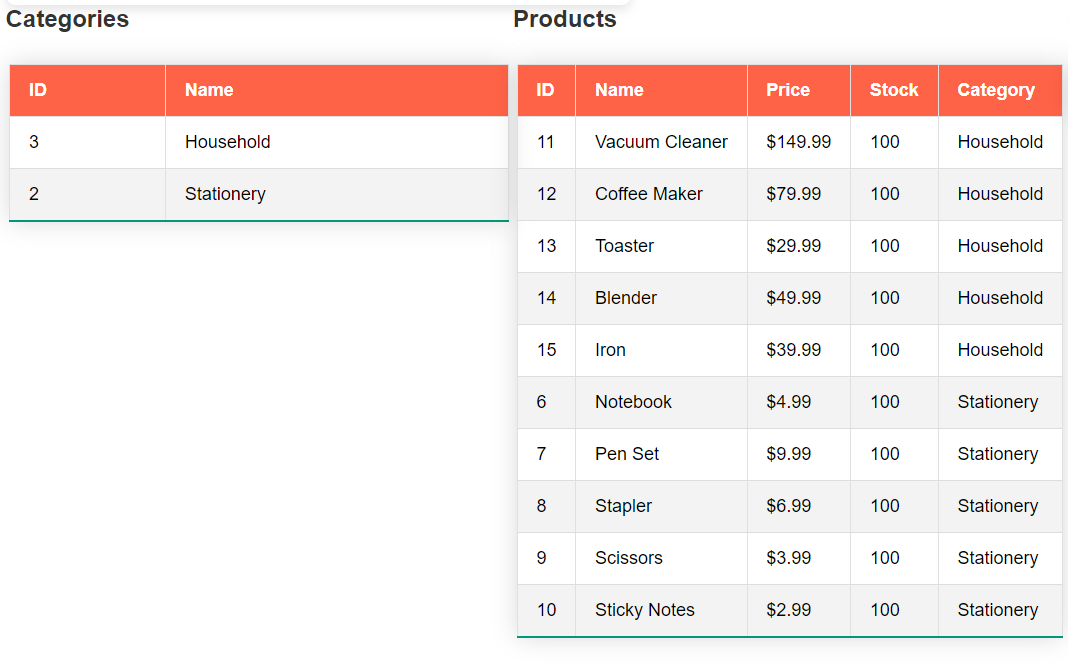 Categories
ID Name
3 Household
2 Stationery
Products
ID Name Price Stock Category
11 Vacuum Cleaner $149.99 100 Household
12 Coffee Maker $79.99 100 Household
13 Toaster $29.99 100 Household
14 Blender $49.99 100 Household
15 Iron $39.99 100 Household
6 Notebook $4.99 100 Stationery
7 Pen Set $9.99 100 Stationery
8 Stapler $6.99 100 Stationery
9 Scissors $3.99 100 Stationery
10 Sticky Notes $2.99 100 Stationery